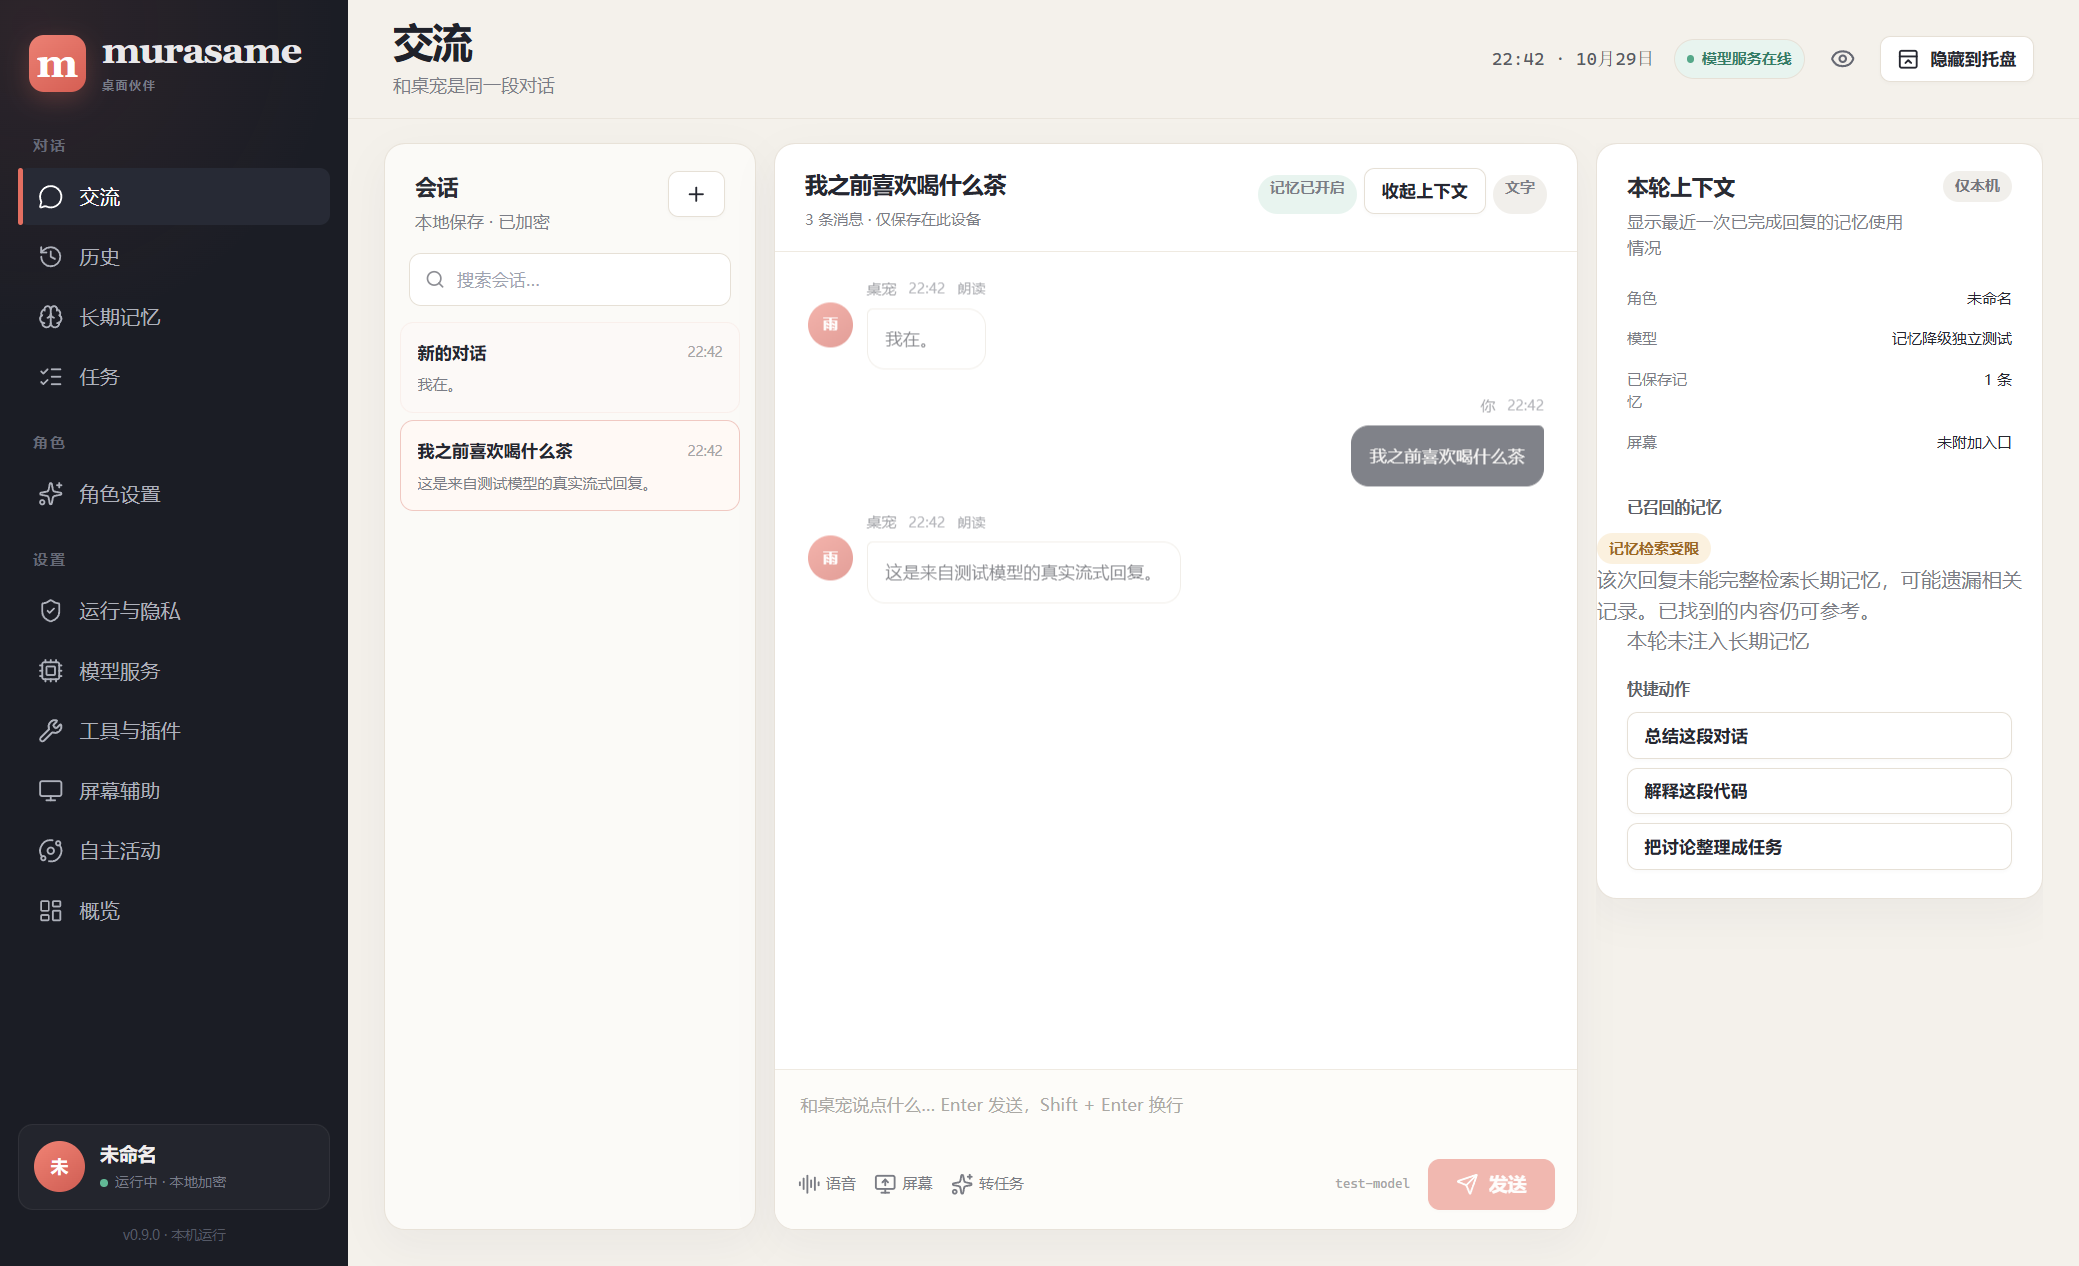 m murasame
桌面伙伴
对话
交流
历史
长期记忆
任务
角色
角色设置
设置
运行与隐私
模型服务
工具与插件
屏幕辅助
自主活动
概览
未
未命名
运行中 · 本地加密
v0.9.0 · 本机运行
交流
和桌宠是同一段对话
22:42 · 10月29日
模型服务在线
隐藏到托盘
会话
本地保存 · 已加密
搜索会话...
新的对话 22:42
我在。
我之前喜欢喝什么茶 22:42
这是来自测试模型的真实流式回复。
我之前喜欢喝什么茶
3 条消息 · 仅保存在此设备
记忆已开启
收起上下文
文字
桌宠 22:42 朗读
雨
我在。
你 22:42
我之前喜欢喝什么茶
桌宠 22:42 朗读
雨
这是来自测试模型的真实流式回复。
和桌宠说点什么... Enter 发送，Shift + Enter 换行
语音
屏幕
转任务
test-model
发送
本轮上下文
仅本机
显示最近一次已完成回复的记忆使用
情况
角色 未命名
模型 记忆降级独立测试
已保存记
忆
1 条
屏幕 未附加入口
已召回的记忆
记忆检索受限
该次回复未能完整检索长期记忆，可能遗漏相关
记录。已找到的内容仍可参考。
本轮未注入长期记忆
快捷动作
总结这段对话
解释这段代码
把讨论整理成任务